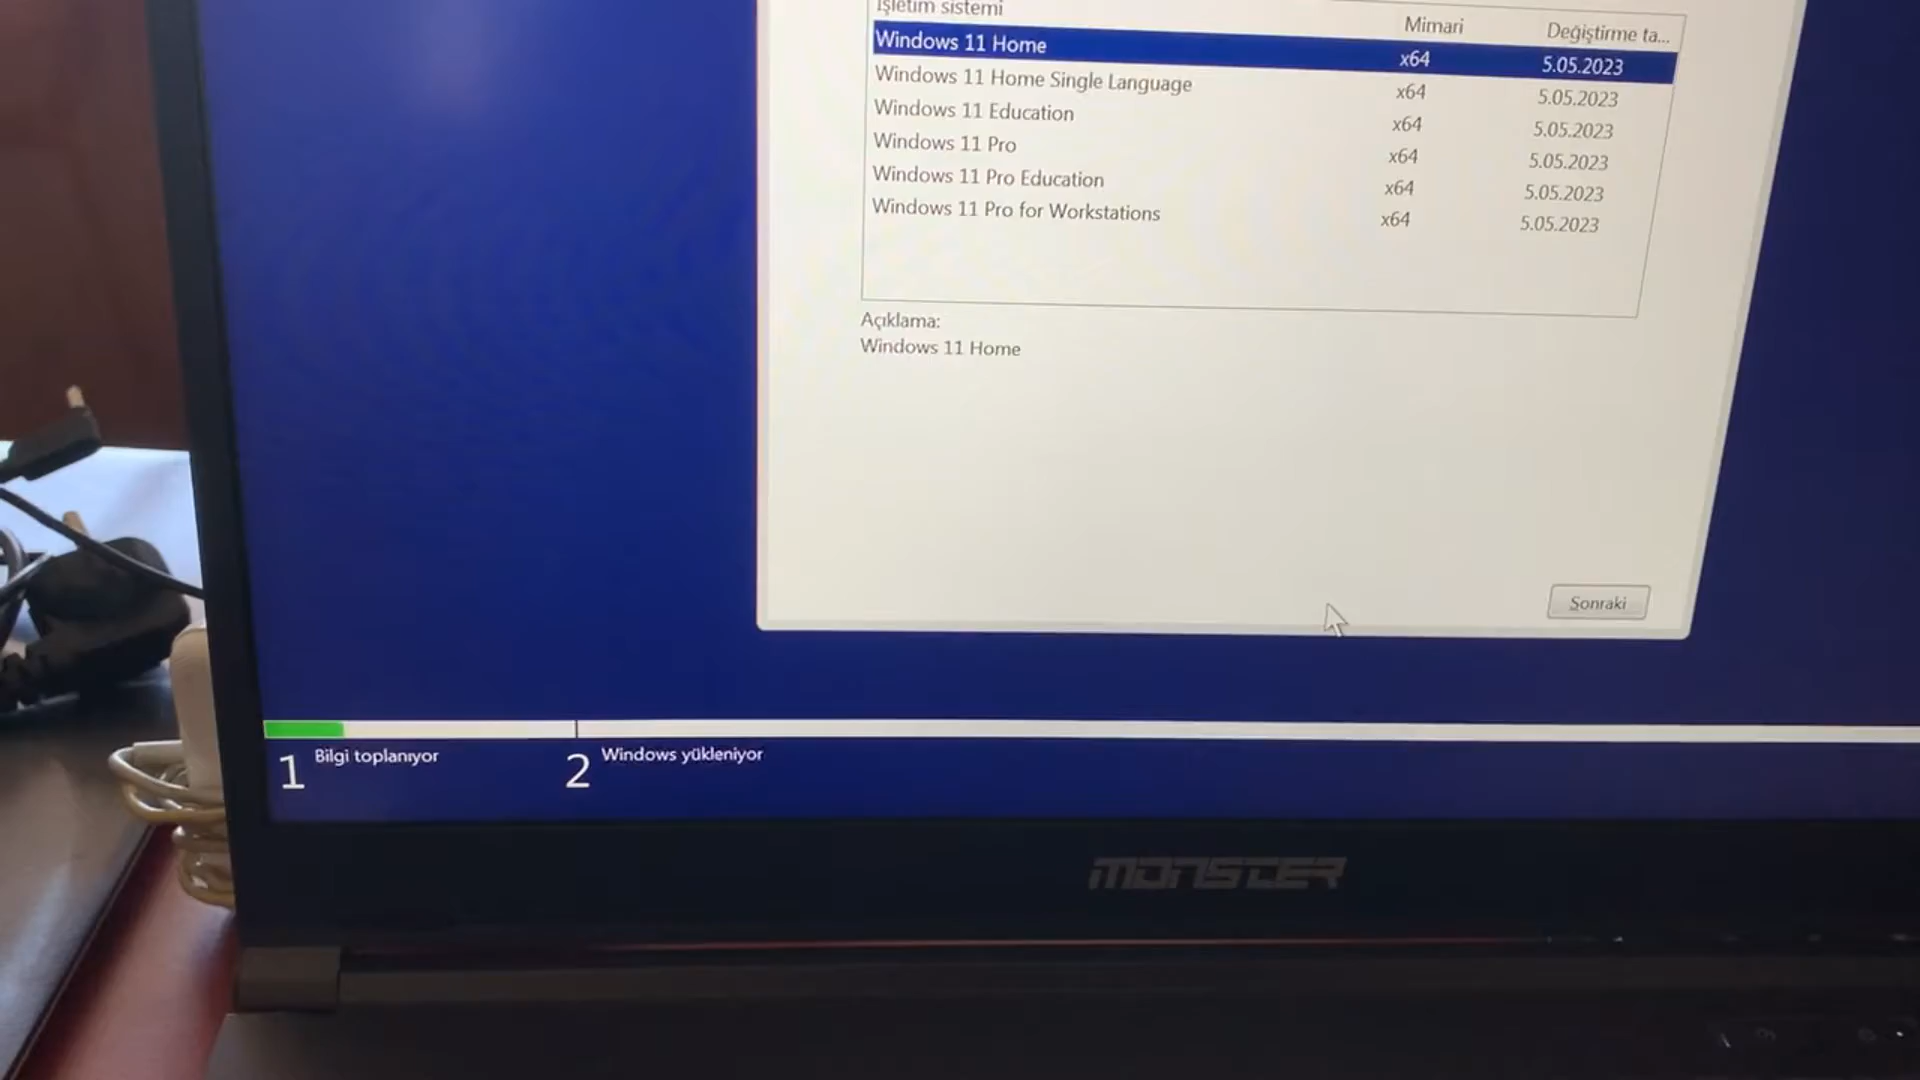 İşletim sistemi Mimari Değiştirme ta...
Windows 11 Home x64 5.05.2023
Windows 11 Home Single Language x64 5.05.2023
Windows 11 Education x64 5.05.2023
Windows 11 Pro x64 5.05.2023
Windows 11 Pro Education x64 5.05.2023
Windows 11 Pro for Workstations x64 5.05.2023
Açıklama:
Windows 11 Home
Sonraki
1 Bilgi toplanıyor 2 Windows yükleniyor
MONSTER